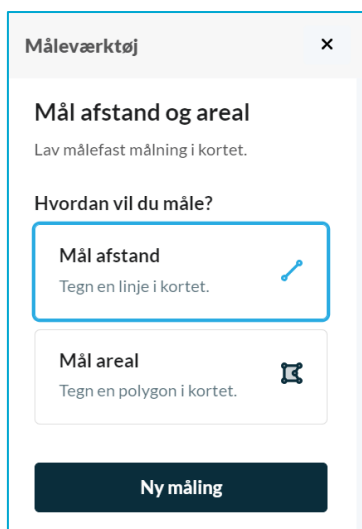 Måleværktøj
Mål afstand og areal
Lav målefast målning i kortet.
Hvordan vil du måle?
Mål afstand
Tegn en linje i kortet.
Mål areal
Tegn en polygon i kortet.
Ny måling